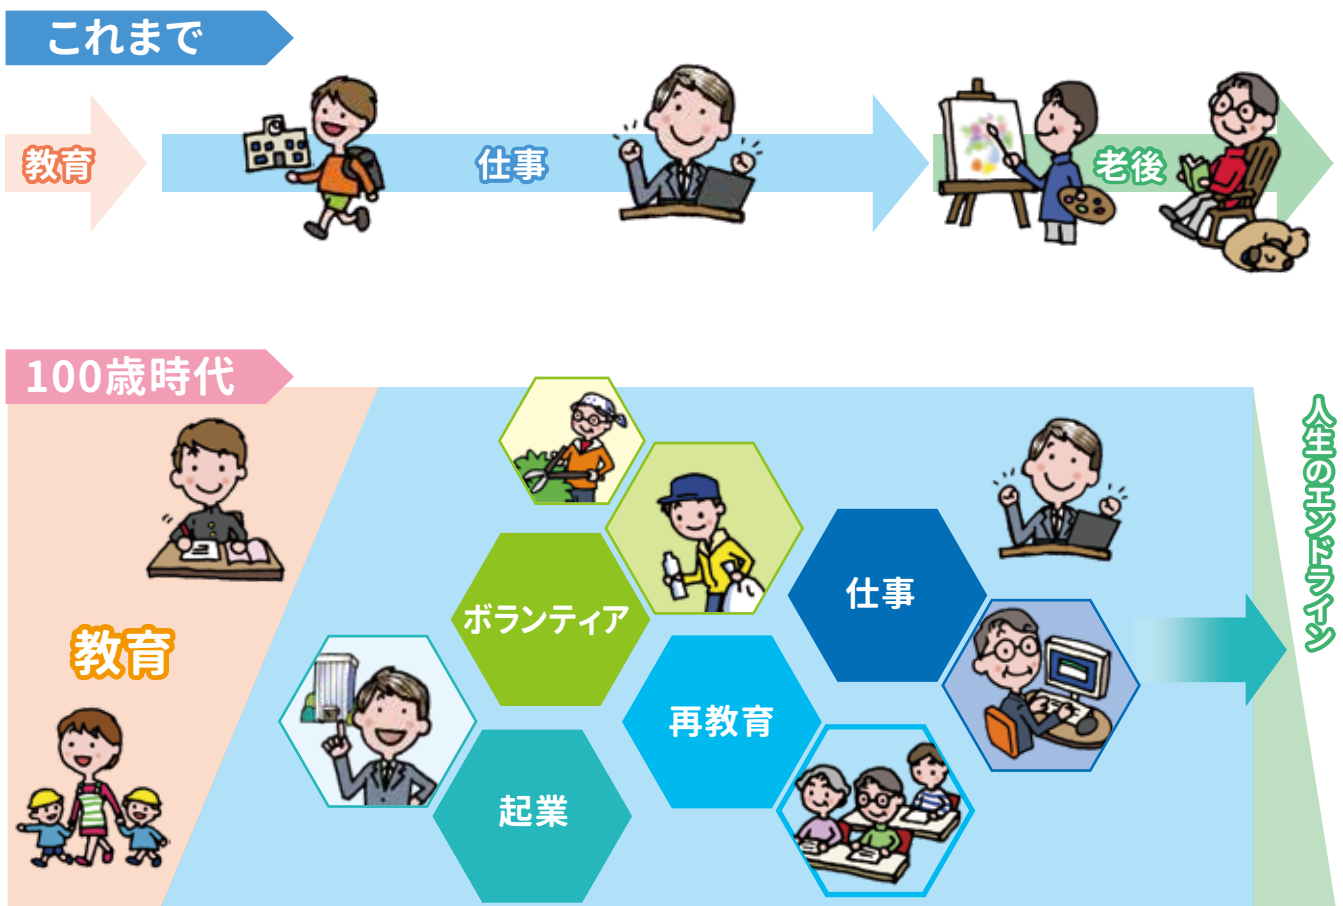 これまで
教育
仕事
老後
100歳時代
人生のエンドライン
ボランティア
仕事
教育
再教育
起業